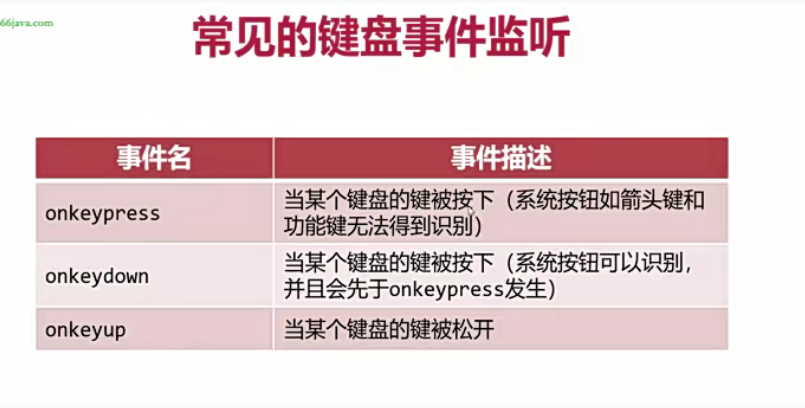 66java.com
常见的键盘事件监听
事件名 事件描述
onkeypress 当某个键盘的键被按下（系统按钮如箭头键和
功能键无法得到识别）
onkeydown 当某个键盘的键被按下（系统按钮可以识别，
并且会先于onkeypress发生）
onkeyup 当某个键盘的键被松开